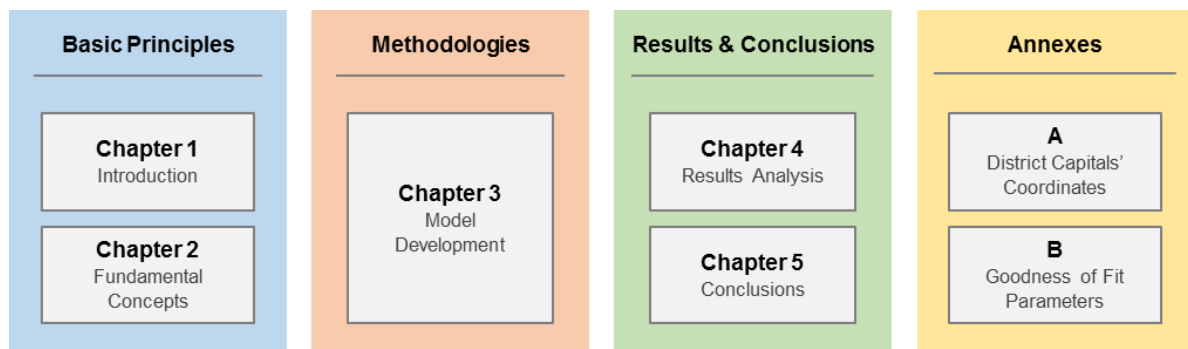 Basic Principles
Chapter 1
Introduction
Chapter 2
Fundamental
Concepts
Methodologies
Chapter 3
Model
Development
Results & Conclusions
Chapter 4
Results Analysis
Chapter 5
Conclusions
Annexes
A
District Capitals’
Coordinates
B
Goodness of Fit
Parameters